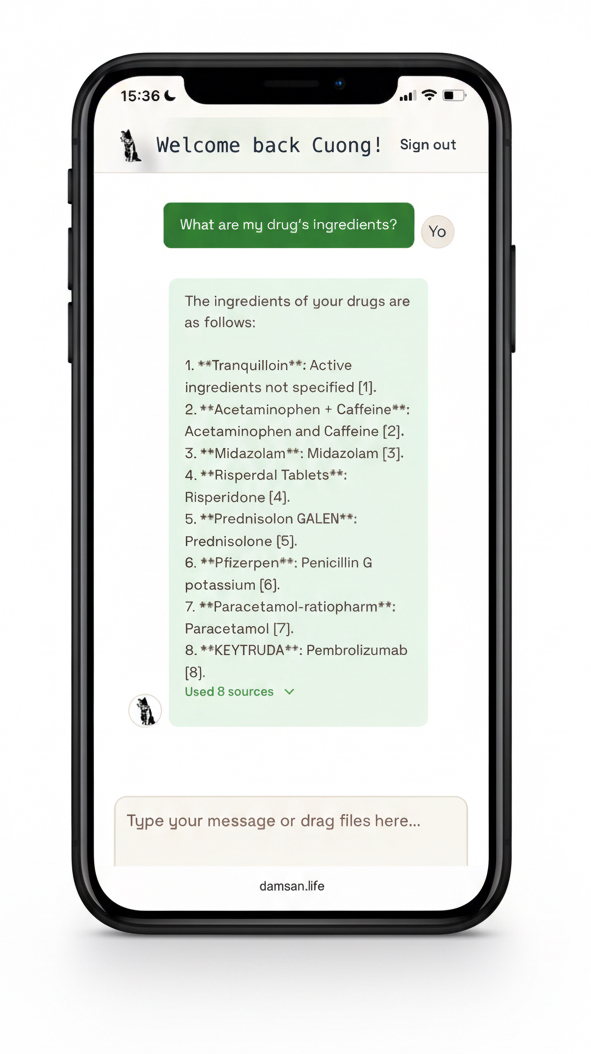 15:36
Welcome back Cuong!
Sign out
What are my drug's ingredients?
Yo
The ingredients of your drugs are
as follows:
1. **Tranquilloin**: Active
ingredients not specified [1].
2. **Acetaminophen + Caffeine**:
Acetaminophen and Caffeine [2].
3. **Midazolam**: Midazolam [3].
4. **Risperdal Tablets**:
Risperidone [4].
5. **Prednisolon GALEN**:
Prednisolone [5].
6. **Pfizerpen**: Penicillin G
potassium [6].
7. **Paracetamol-ratiopharm**:
Paracetamol [7].
8. **KEYTRUDA**: Pembrolizumab
[8].
Used 8 sources
Type your message or drag files here...
damsan.life